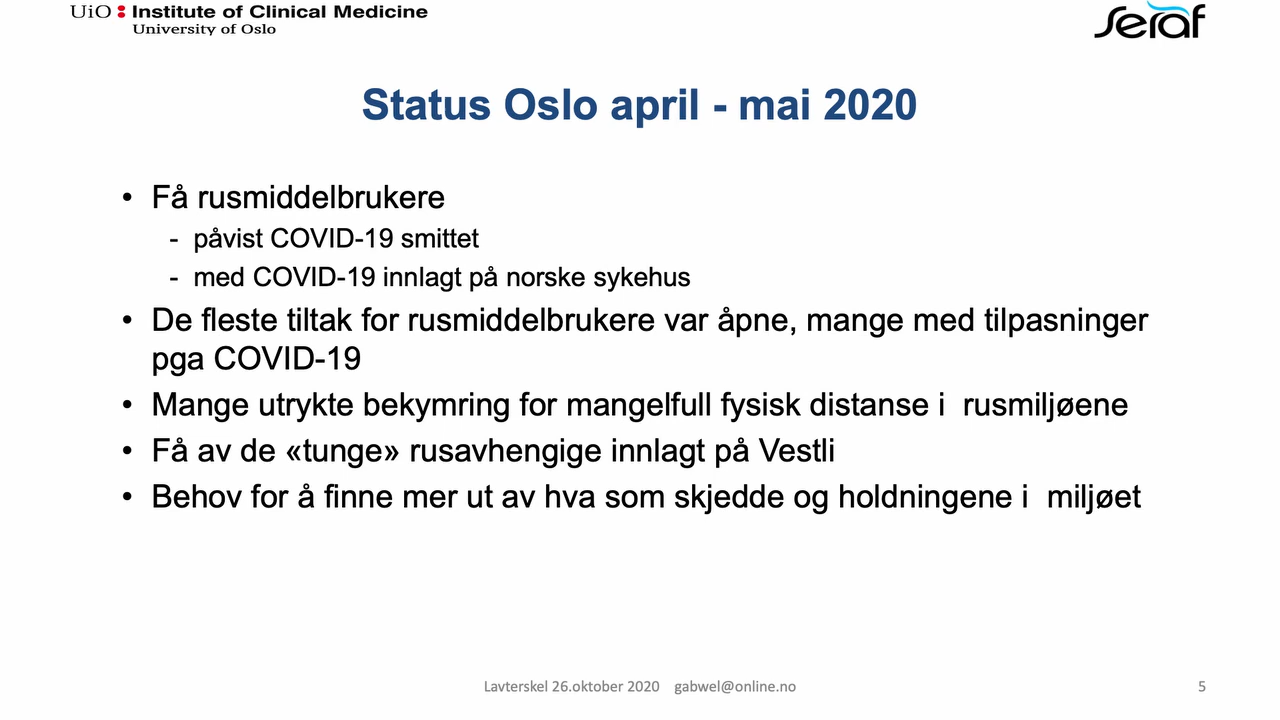 UiO Institute of Clinical Medicine
University of Oslo
seraf
Status Oslo april - mai 2020
• Få rusmiddelbrukere
- påvist COVID-19 smittet
- med COVID-19 innlagt på norske sykehus
• De fleste tiltak for rusmiddelbrukere var åpne, mange med tilpasninger
pga COVID-19
• Mange utrykte bekymring for mangelfull fysisk distanse i  rusmiljøene
• Få av de «tunge» rusavhengige innlagt på Vestli
• Behov for å finne mer ut av hva som skjedde og holdningene i  miljøet
Lavterskel 26.oktober 2020    gabwel@online.no
5